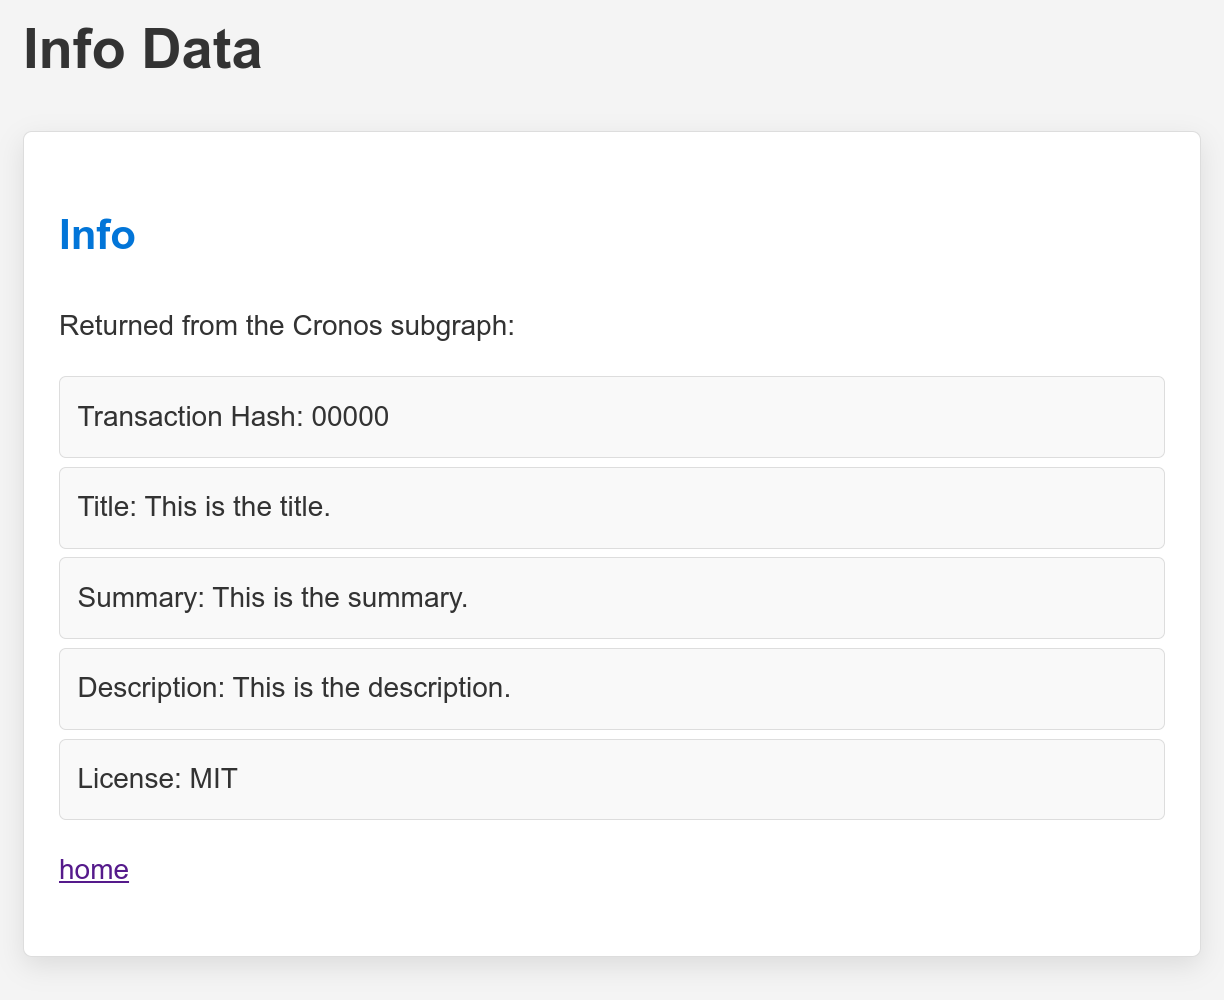 Info Data
Info
Returned from the Cronos subgraph:
Transaction Hash: 00000
Title: This is the title.
Summary: This is the summary.
Description: This is the description.
License: MIT
home